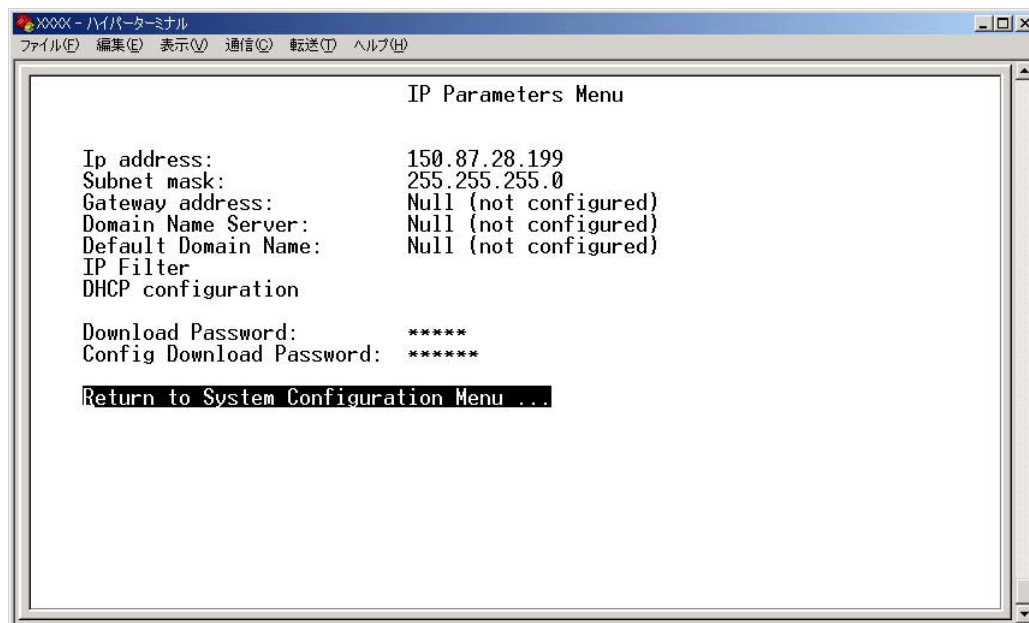 XXXX - ハイパーターミナル
ファイル(F) 編集(E) 表示(V) 通信(C) 転送(T) ヘルプ(H)
IP Parameters Menu
Ip address: 150.87.28.199
Subnet mask: 255.255.255.0
Gateway address: Null (not configured)
Domain Name Server: Null (not configured)
Default Domain Name: Null (not configured)
IP Filter
DHCP configuration
Download Password: *****
Config Download Password: ******
Return to System Configuration Menu ...